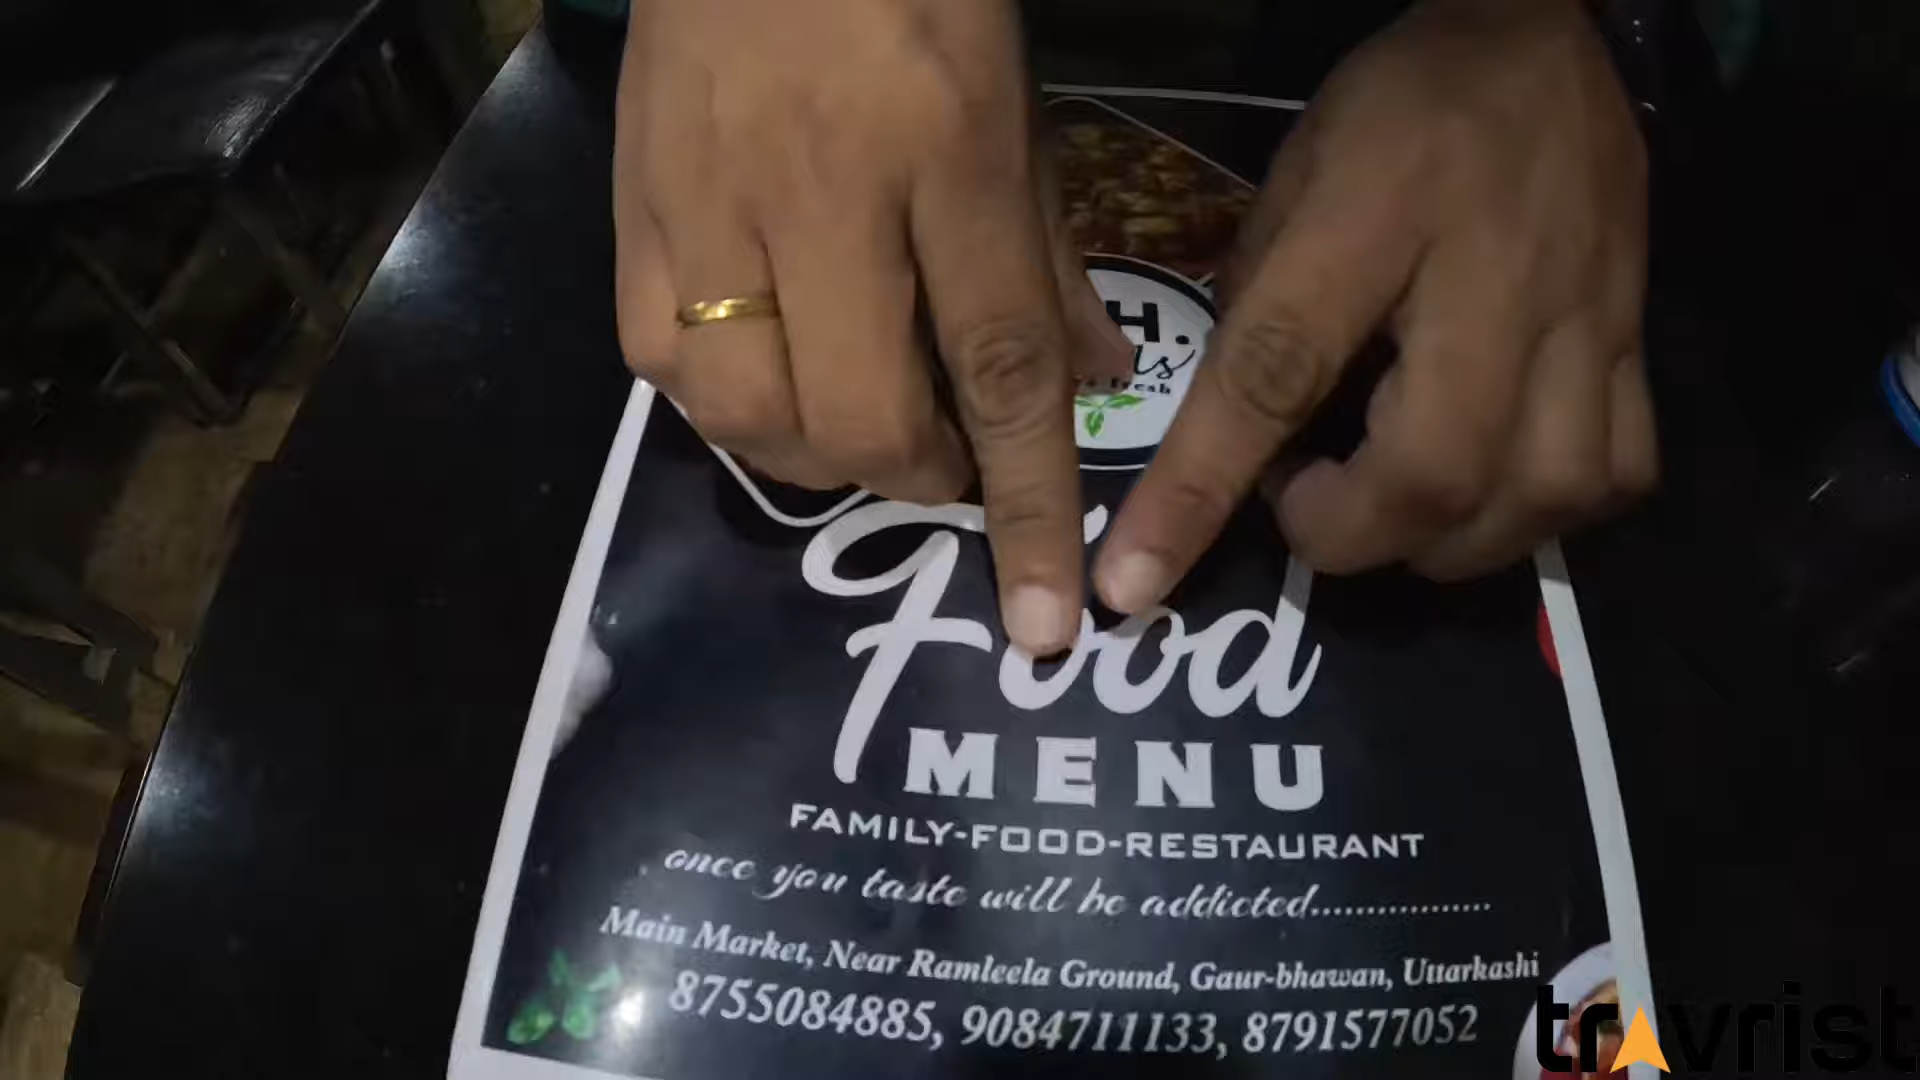 H.
Fresh
Food
MENU
FAMILY-FOOD-RESTAURANT
once you taste will be addicted.................
Main Market, Near Ramleela Ground, Gaur-bhawan, Uttarkashi
8755084885, 9084711133, 8791577052
travrist